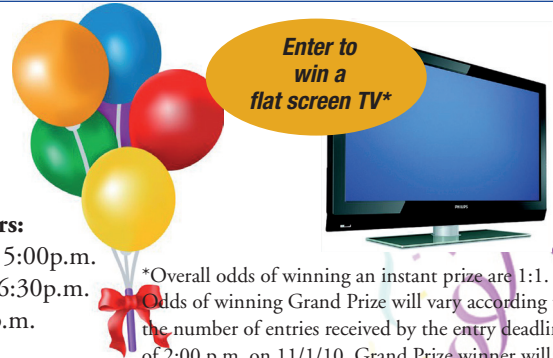 Enter to
win a
flat screen TV*
PHILIPS
rs:
5:00p.m.
6:30p.m.
p.m.
*Overall odds of winning an instant prize are 1:1.
Odds of winning Grand Prize will vary according
the number of entries received by the entry deadlin
of 2:00 p.m. on 11/1/10. Grand Prize winner will